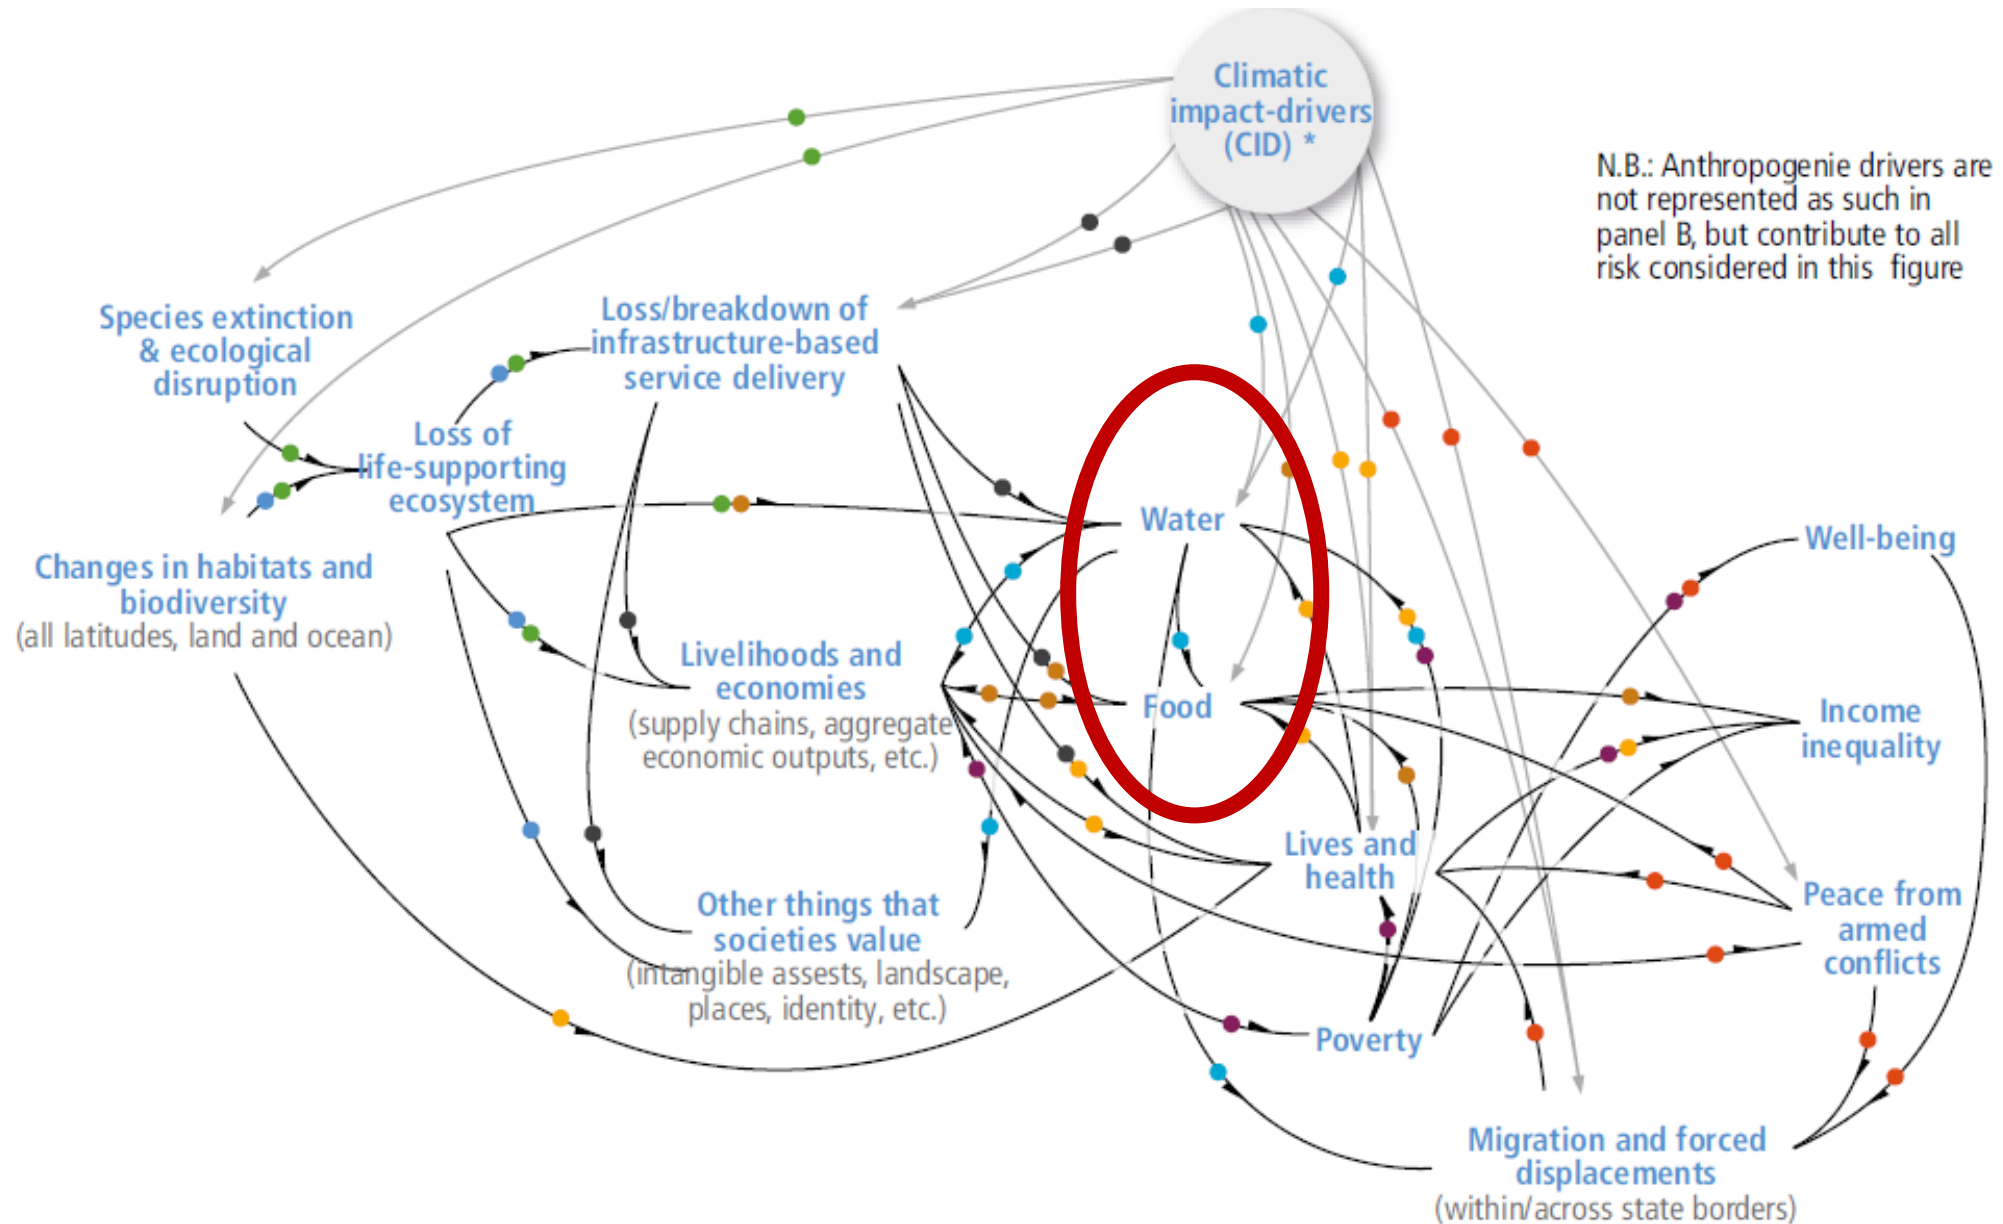 Climatic
impact-drivers
(CID) *
N.B.: Anthropogenie drivers are
not represented as such in
panel B, but contribute to all
risk considered in this figure
Species extinction
& ecological
disruption
Loss/breakdown of
infrastructure-based
service delivery
Loss of
life-supporting
ecosystem
Water
Well-being
Changes in habitats and
biodiversity
(all latitudes, land and ocean)
Livelihoods and
economies
(supply chains, aggregate
economic outputs, etc.)
Food
Income
inequality
Lives and
health
Peace from
armed
conflicts
Other things that
societies value
(intangible assests, landscape,
places, identity, etc.)
Poverty
Migration and forced
displacements
(within/across state borders)